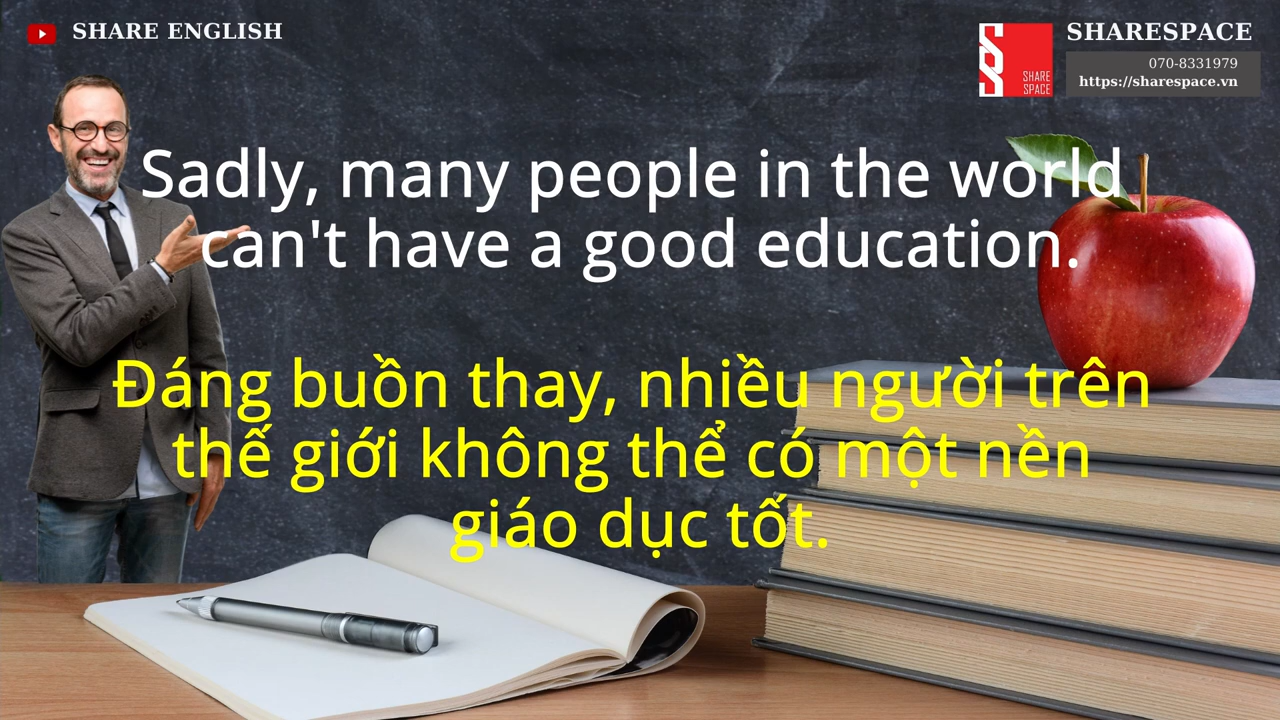 SHARE ENGLISH
SHARESPACE
070-8331979
https://sharespace.vn
SHARE
SPACE
Sadly, many people in the world
can't have a good education.
Đáng buồn thay, nhiều người trên
thế giới không thể có một nền
giáo dục tốt.